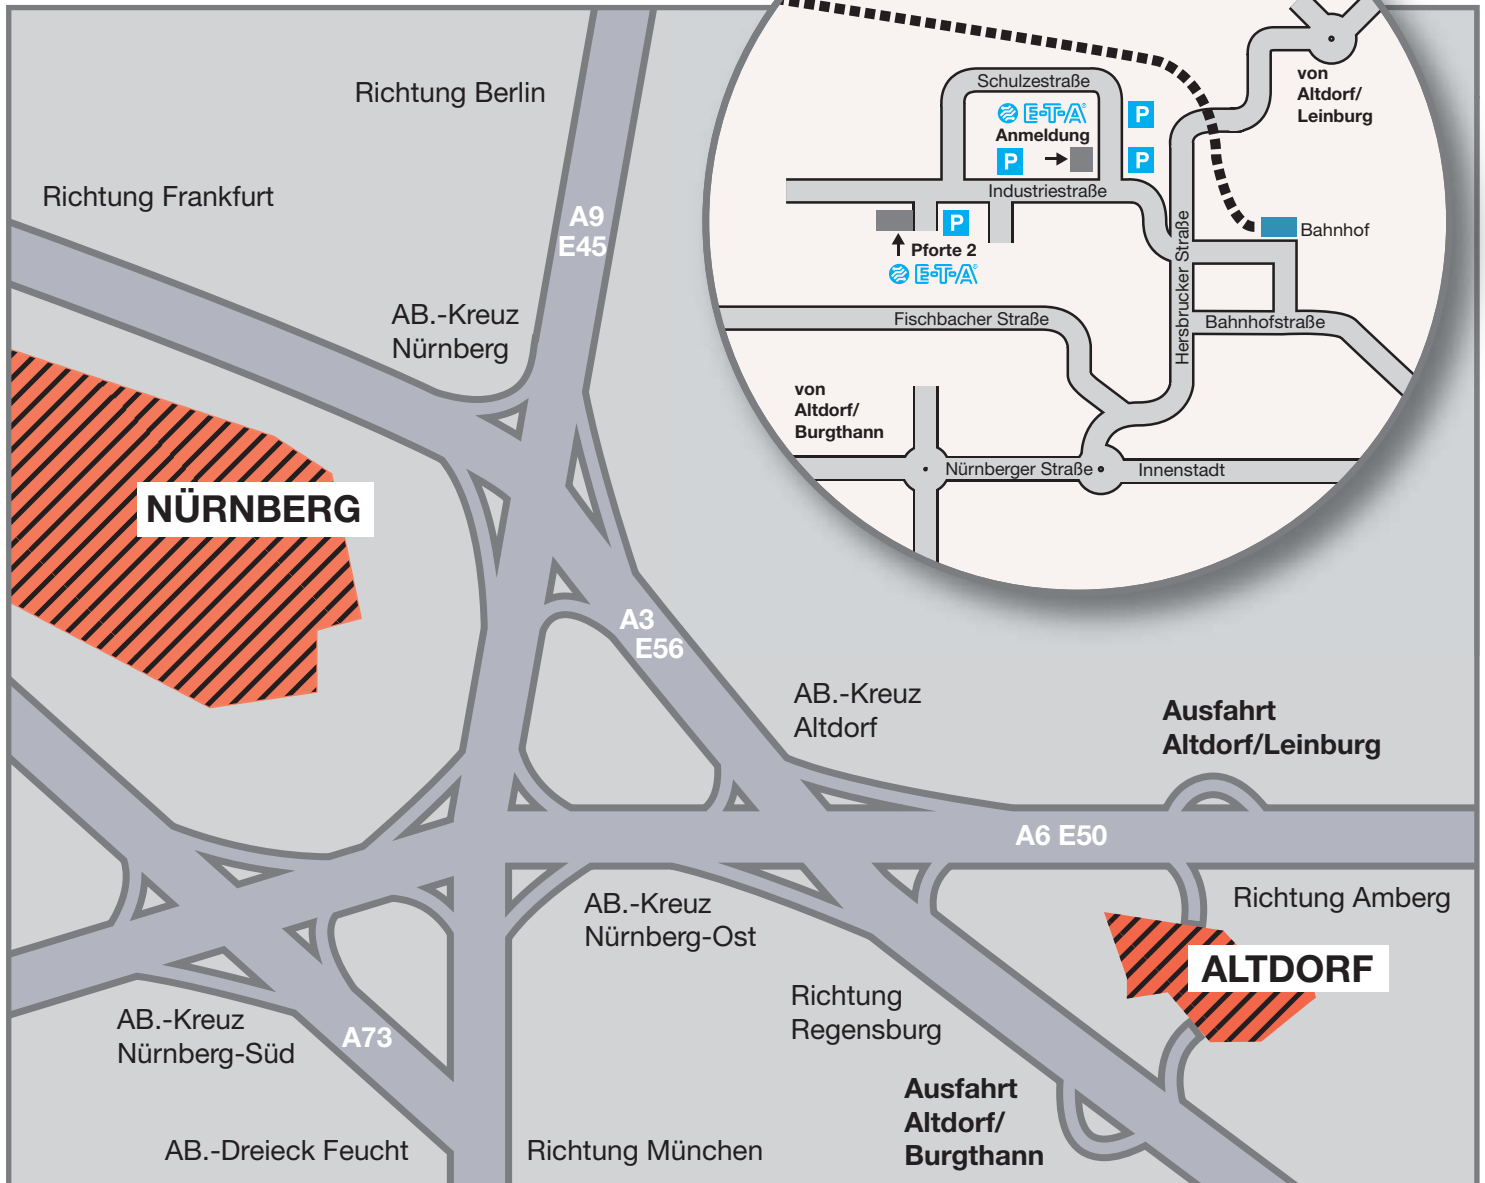 Richtung Berlin
Richtung Frankfurt
A9
E45
AB.-Kreuz
Nürnberg
NÜRNBERG
A3
E56
AB.-Kreuz
Altdorf
Ausfahrt
Altdorf/Leinburg
A6 E50
Richtung Amberg
ALTDORF
AB.-Kreuz
Nürnberg-Ost
Richtung
Regensburg
AB.-Kreuz
Nürnberg-Süd
A73
Ausfahrt
Altdorf/
Burgthann
AB.-Dreieck Feucht
Richtung München
Schulzestraße
von
Altdorf/
Leinburg
E-T-A®
Anmeldung
P
P
P
Industriestraße
P
Pforte 2
E-T-A®
Hersbrucker Straße
Bahnhof
Fischbacher Straße
Bahnhofstraße
von
Altdorf/
Burgthann
Nürnberger Straße
Innenstadt